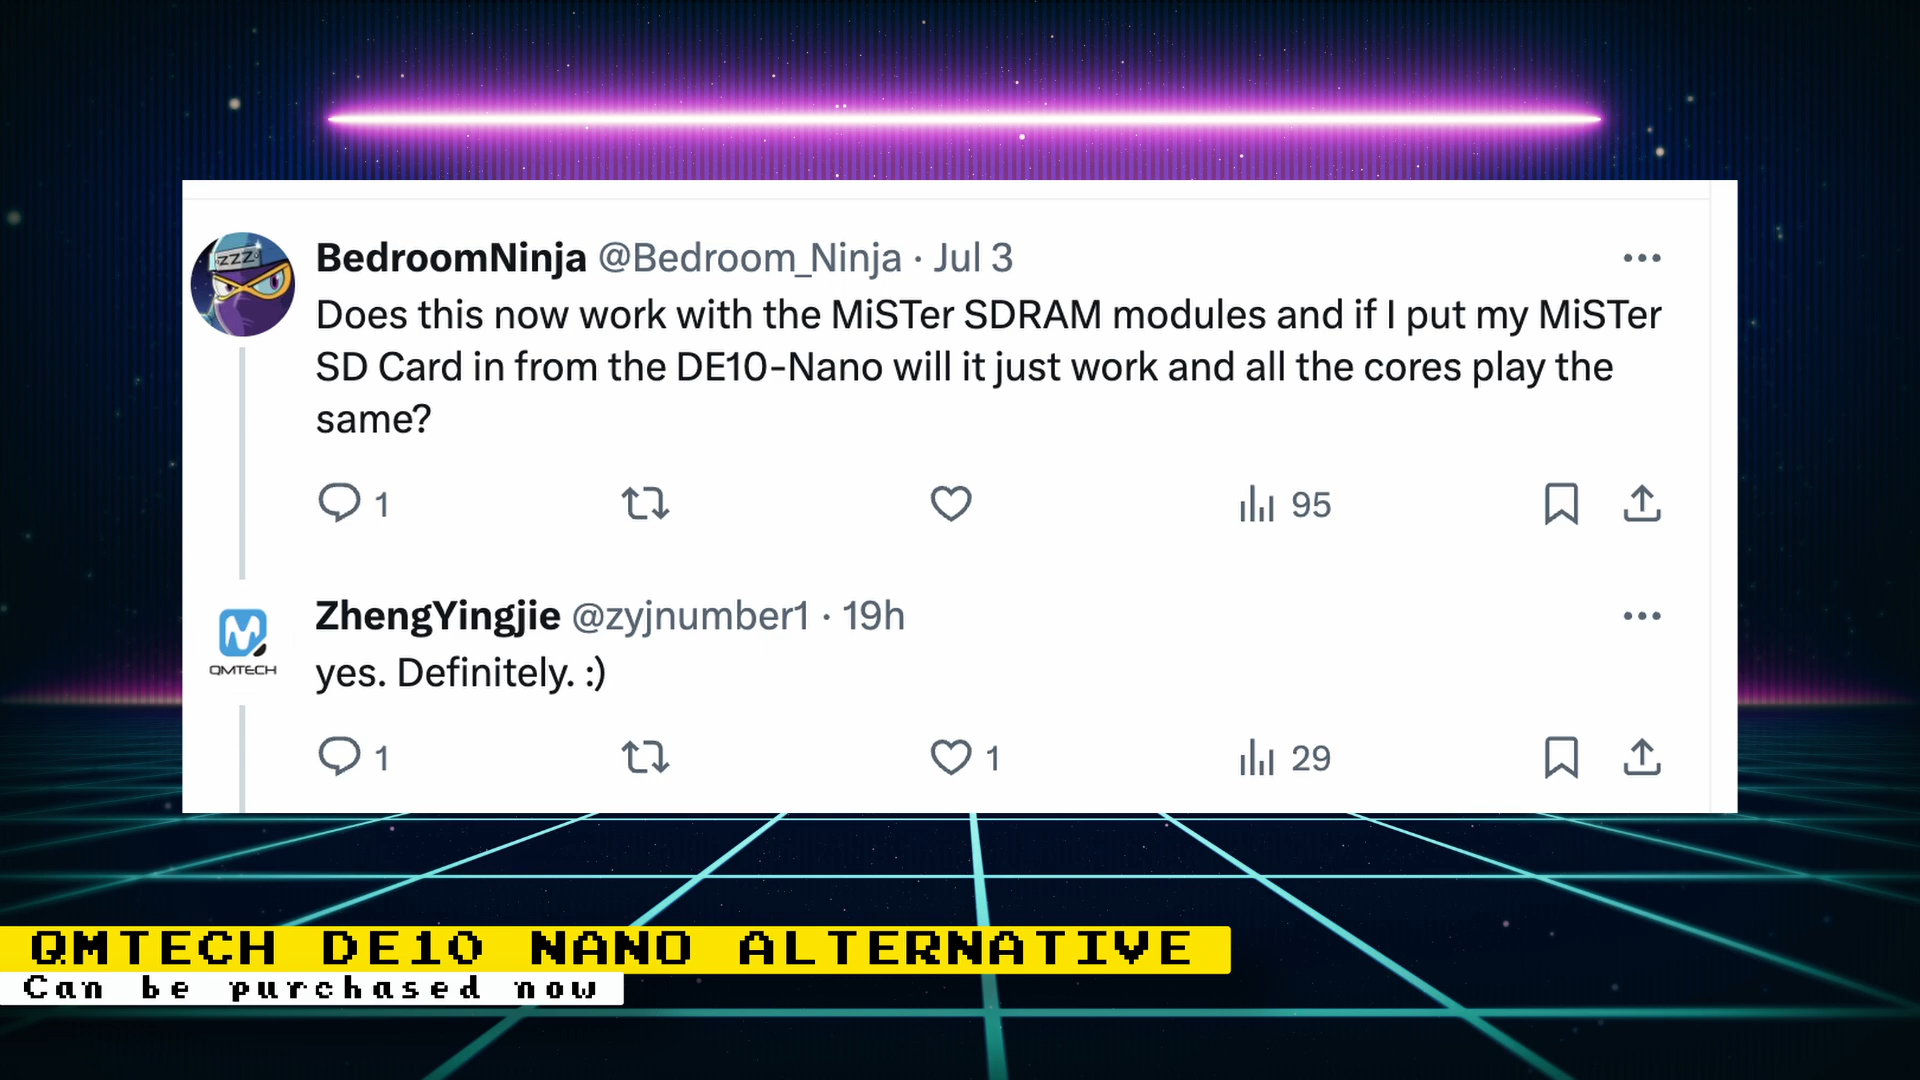 ZZZ
BedroomNinja @Bedroom_Ninja · Jul 3
Does this now work with the MiSTer SDRAM modules and if I put my MiSTer
SD Card in from the DE10-Nano will it just work and all the cores play the
same?
1 95
ZhengYingjie @zyjnumber1 · 19h
QMTECH
yes. Definitely. :)
1 1 29
QMTECH DE10 NANO ALTERNATIVE
Can be purchased now